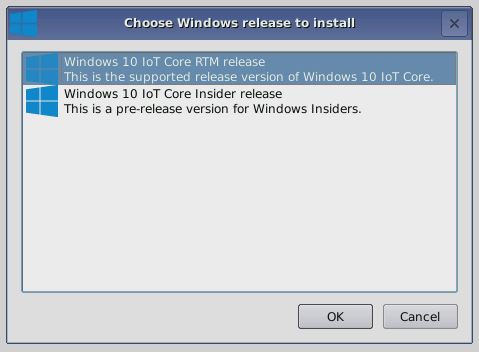 Choose Windows release to install
Windows 10 IoT Core RTM release
This is the supported release version of Windows 10 IoT Core.
Windows 10 IoT Core Insider release
This is a pre-release version for Windows Insiders.
OK Cancel